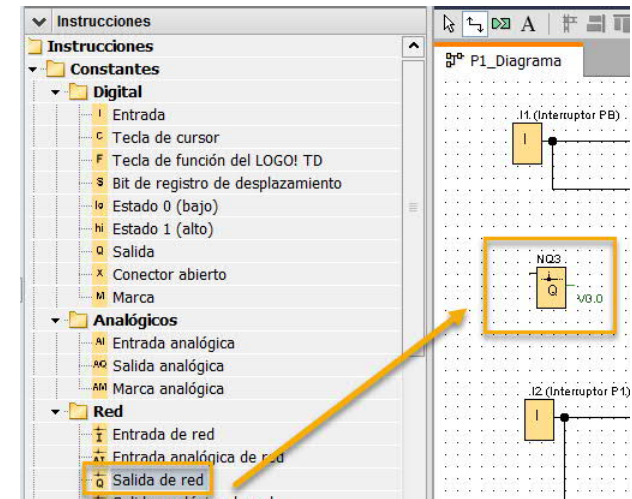 Instrucciones
Instrucciones
Constantes
Digital
I Entrada
C Tecla de cursor
F Tecla de función del LOGO! TD
S Bit de registro de desplazamiento
lo Estado 0 (bajo)
hi Estado 1 (alto)
Q Salida
X Conector abierto
M Marca
Analógicos
AI Entrada analógica
AQ Salida analógica
AM Marca analógica
Red
I Entrada de red
AI Entrada analógica de red
Q Salida de red
A
P1_Diagrama
I1 (Interruptor PB)
I
NQ3
Q
V0.0
I2 (Interruptor P1)
I